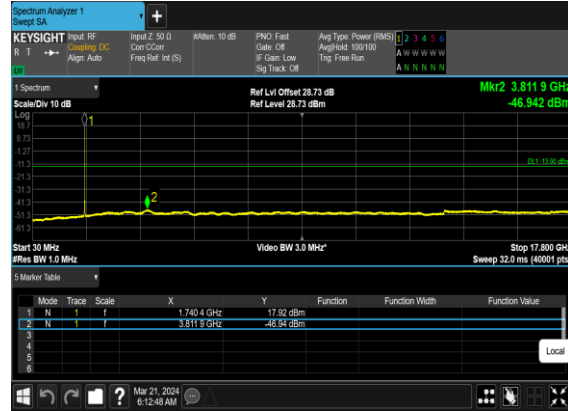 Spectrum Analyzer 1
Swept SA
+
KEYSIGHT Input: RF Input Z: 50 Ω #Atten: 10 dB PNO: Fast Avg Type: Power (RMS) 1 2 3 4 5 6
R T Coupling: DC Corr CCorr Gate: Off Avg|Hold: 100/100 A W W W W W
Align: Auto Freq Ref: Int (S) IF Gain: Low Trig: Free Run
Sig Track: Off A N N N N N
LXI
1 Spectrum Ref Lvl Offset 28.73 dB Mkr2 3.811 9 GHz
Scale/Div 10 dB Ref Level 28.73 dBm -46.942 dBm
Log
18.7
8.73
-1.27
-11.3
DL1 -13.00 dBm
-21.3
-31.3
-41.3
-51.3
-61.3
1
2
Start 30 MHz Video BW 3.0 MHz* Stop 17.800 GHz
#Res BW 1.0 MHz Sweep 32.0 ms (40001 pts)
5 Marker Table
Mode Trace Scale X Y Function Function Width Function Value
1 N 1 f 1.740 4 GHz 17.92 dBm
2 N 1 f 3.811 9 GHz -46.94 dBm
3
4
5
6
Local
? Mar 21, 2024
6:12:48 AM